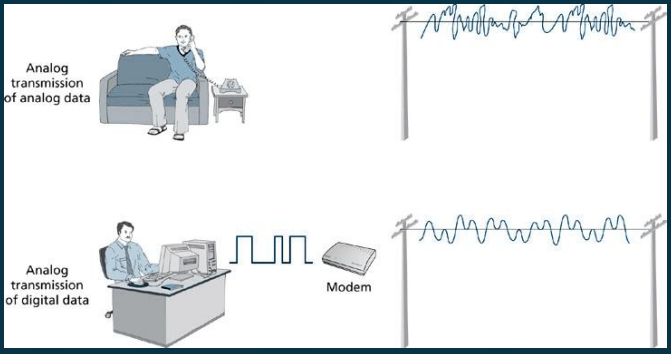 Analog
transmission
of analog data
Analog
transmission
of digital data
Modem